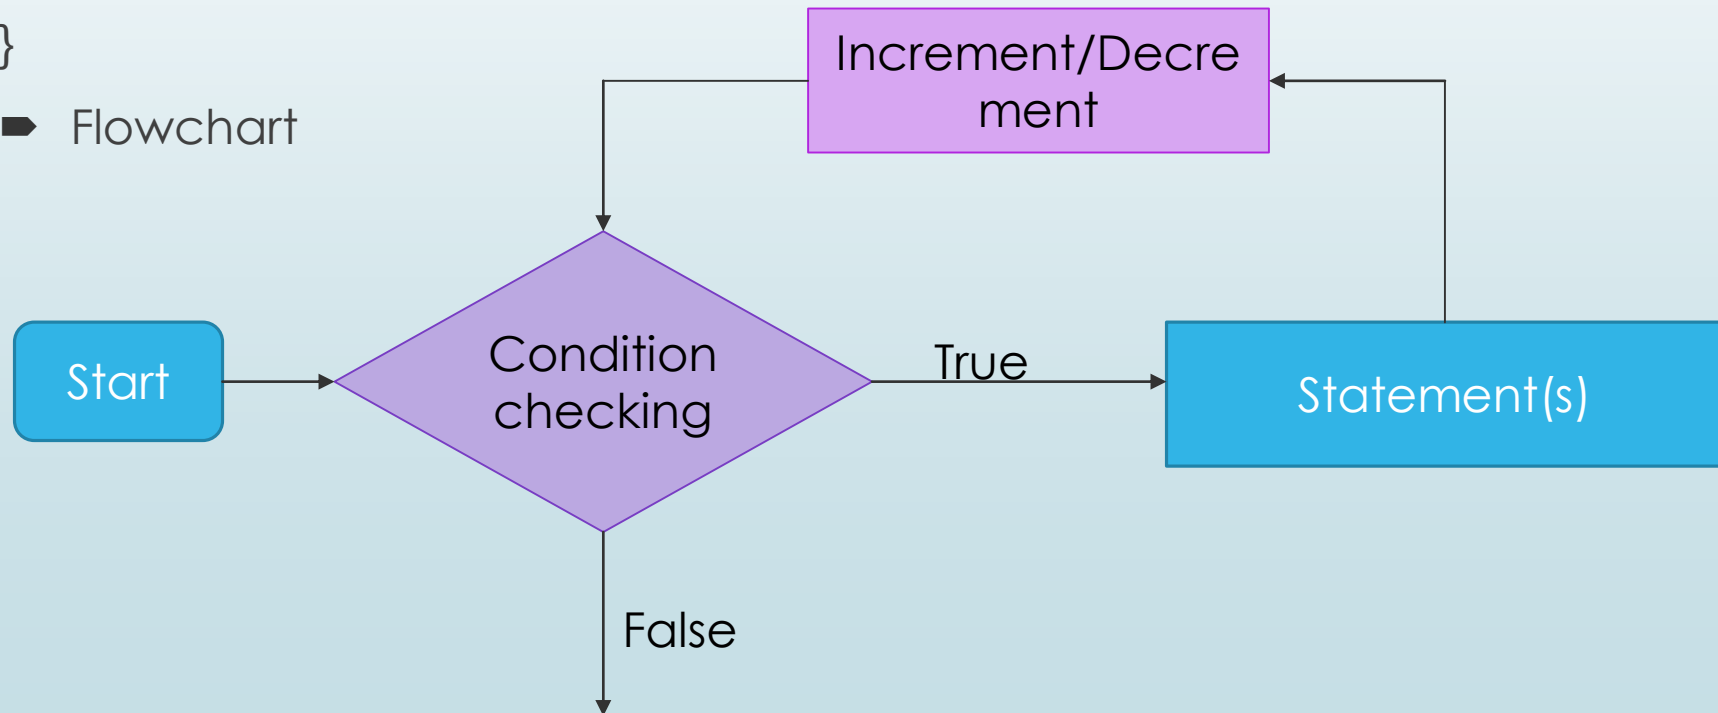 }
Flowchart
Increment/Decre
ment
Start
Condition
checking
True
Statement(s)
False